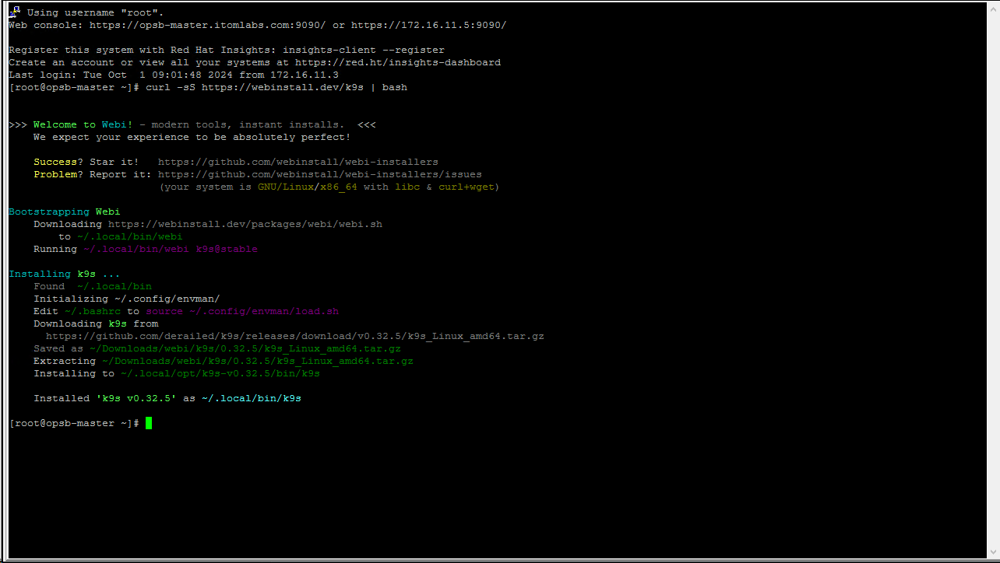 Using username "root".
Web console: https://opsb-master.itomlabs.com:9090/ or https://172.16.11.5:9090/
Register this system with Red Hat Insights: insights-client --register
Create an account or view all your systems at https://red.ht/insights-dashboard
Last login: Tue Oct  1 09:01:48 2024 from 172.16.11.3
[root@opsb-master ~]# curl -sS https://webinstall.dev/k9s | bash
>>> Welcome to Webi! - modern tools, instant installs.  <<<
We expect your experience to be absolutely perfect!
Success? Star it!   https://github.com/webinstall/webi-installers
Problem? Report it: https://github.com/webinstall/webi-installers/issues
(your system is GNU/Linux/x86_64 with libc & curl+wget)
Bootstrapping Webi
Downloading https://webinstall.dev/packages/webi/webi.sh
to ~/.local/bin/webi
Running ~/.local/bin/webi k9s@stable
Installing k9s ...
Found  ~/.local/bin
Initializing ~/.config/envman/
Edit ~/.bashrc to source ~/.config/envman/load.sh
Downloading k9s from
https://github.com/derailed/k9s/releases/download/v0.32.5/k9s_Linux_amd64.tar.gz
Saved as ~/Downloads/webi/k9s/0.32.5/k9s_Linux_amd64.tar.gz
Extracting ~/Downloads/webi/k9s/0.32.5/k9s_Linux_amd64.tar.gz
Installing to ~/.local/opt/k9s-v0.32.5/bin/k9s
Installed 'k9s v0.32.5' as ~/.local/bin/k9s
[root@opsb-master ~]#